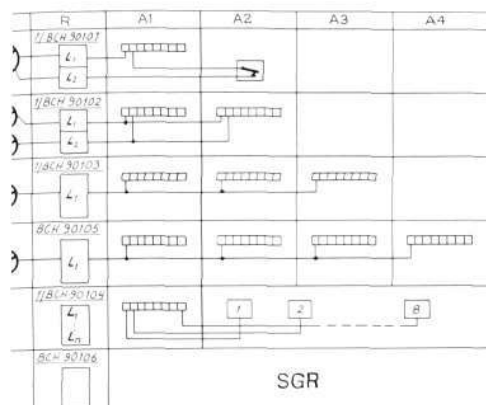 R A1 A2 A3 A4
1/BCH 90101
L1
L2
1/BCH 90102
L1
L2
1/BCH 90103
L1
BCH 90105
L1
1/BCH 90104
L1
Ln
1 2 8
BCH 90106
SGR